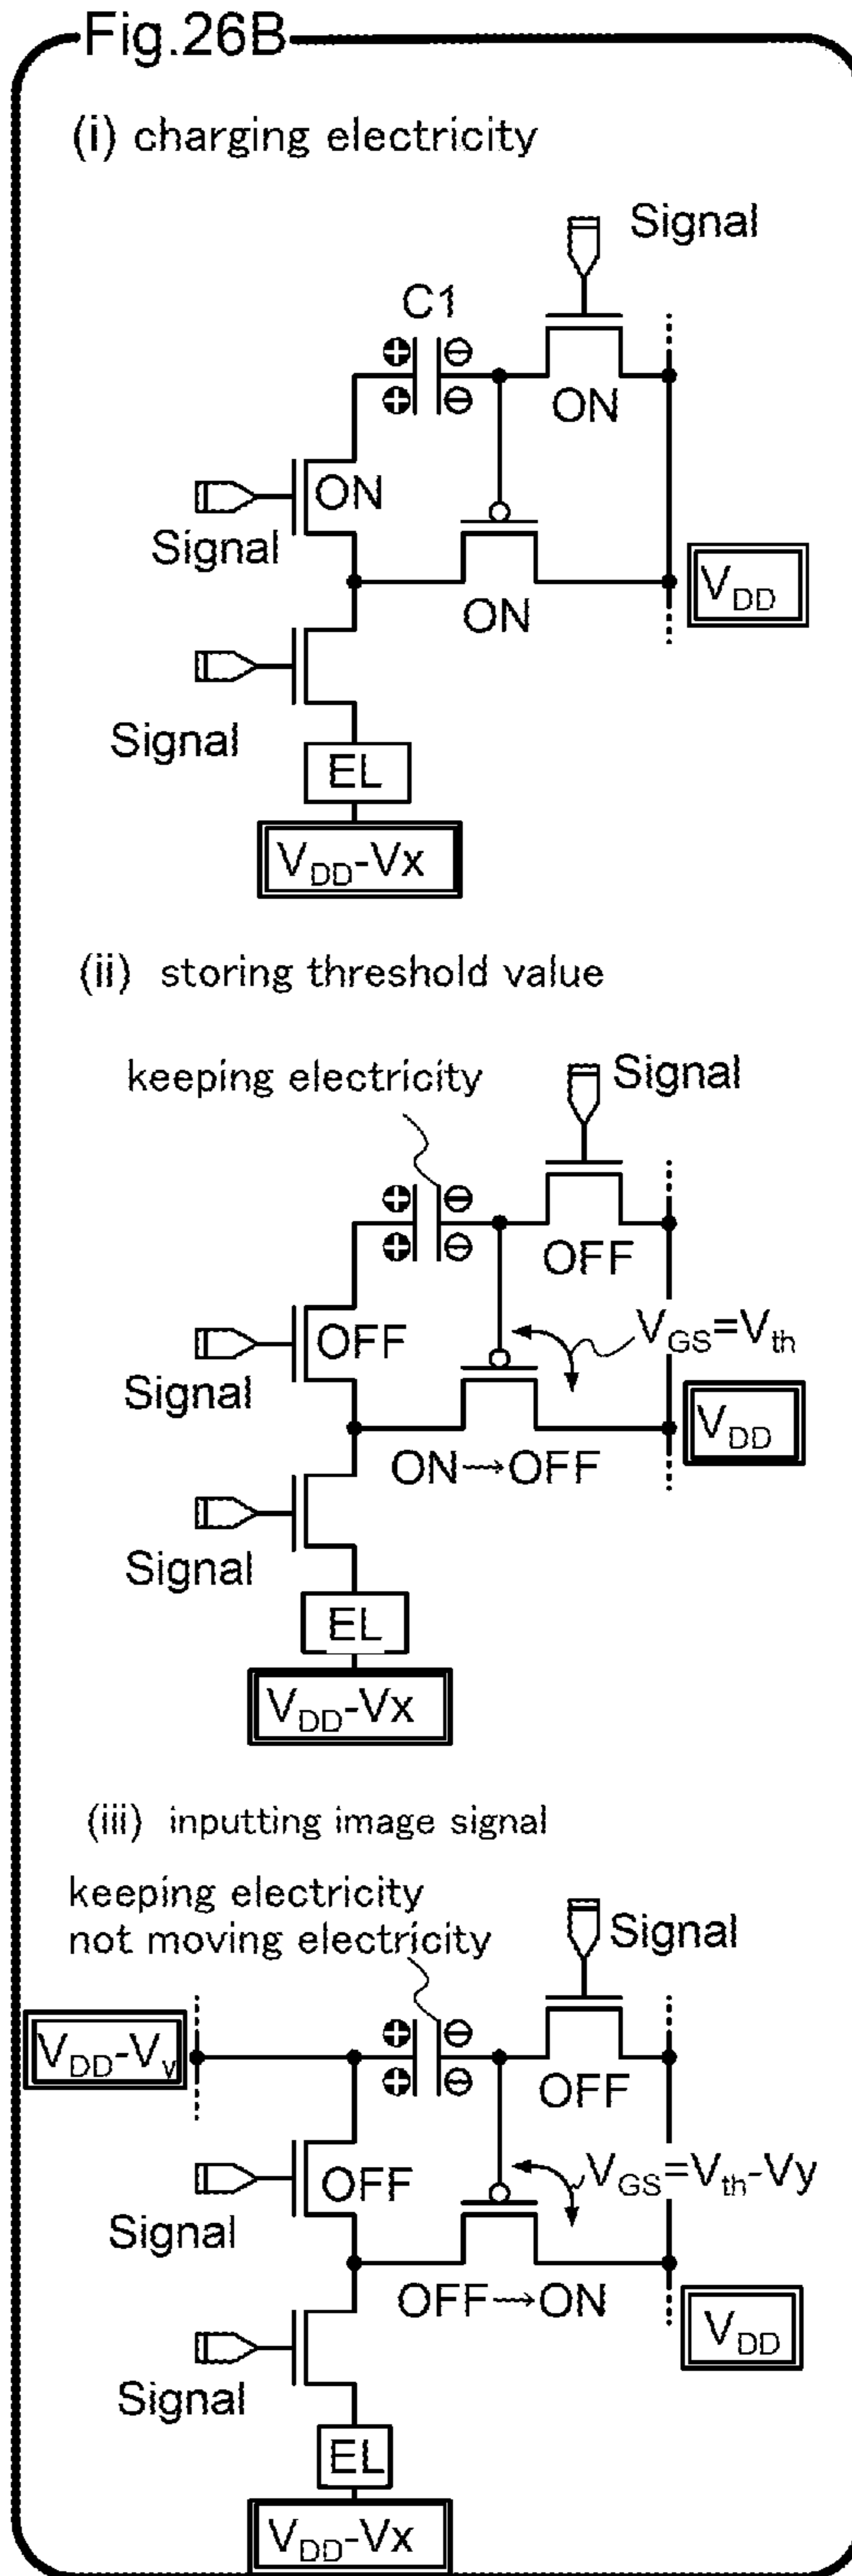 Fig.26B
(i) charging electricity
Signal
C1
ON
ON
Signal
V_DD
ON
Signal
EL
V_DD-Vx
(ii) storing threshold value
keeping electricity
Signal
OFF
OFF
V_GS=V_th
Signal
V_DD
ON→OFF
Signal
EL
V_DD-Vx
(iii) inputting image signal
keeping electricity
not moving electricity
Signal
V_DD-V_v
OFF
OFF
V_GS=V_th-Vy
Signal
OFF→ON
V_DD
Signal
EL
V_DD-Vx